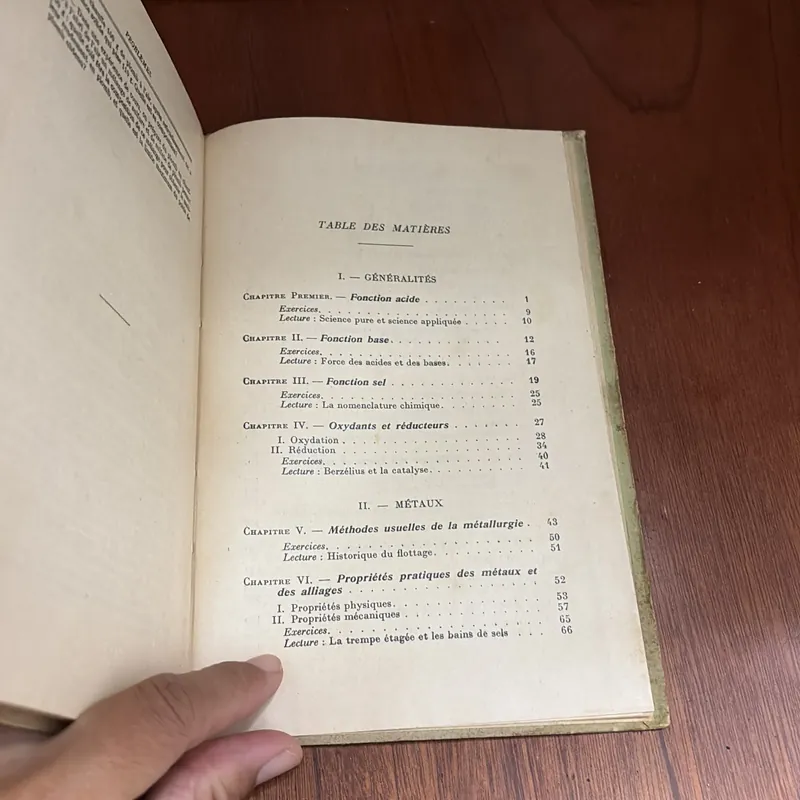 PROBLÈMES
TABLE DES MATIÈRES
I. — GÉNÉRALITÉS
CHAPITRE PREMIER. — Fonction acide . . . . . . . . . 1
Exercices. . . . . . . . . . . . . . . . . . 9
Lecture : Science pure et science appliquée . . . . . 10
CHAPITRE II. — Fonction base. . . . . . . . . . . . 12
Exercices. . . . . . . . . . . . . . . . . . 16
Lecture : Force des acides et des bases. . . . . . . 17
CHAPITRE III. — Fonction sel . . . . . . . . . . . . 19
Exercices. . . . . . . . . . . . . . . . . . 25
Lecture : La nomenclature chimique. . . . . . . . 25
CHAPITRE IV. — Oxydants et réducteurs . . . . . . . 27
I. Oxydation . . . . . . . . . . . . . . . . 28
II. Réduction . . . . . . . . . . . . . . . . 34
Exercices. . . . . . . . . . . . . . . . . . 40
Lecture : Berzélius et la catalyse. . . . . . . . . 41
II. — MÉTAUX
CHAPITRE V. — Méthodes usuelles de la métallurgie . 43
Exercices. . . . . . . . . . . . . . . . . . 50
Lecture : Historique du flottage. . . . . . . . . 51
CHAPITRE VI. — Propriétés pratiques des métaux et
des alliages . . . . . . . . . . . . . . . . 52
I. Propriétés physiques. . . . . . . . . . . . 53
II. Propriétés mécaniques . . . . . . . . . . . 57
Exercices. . . . . . . . . . . . . . . . . . 65
Lecture : La trempe étagée et les bains de sels . . . 66